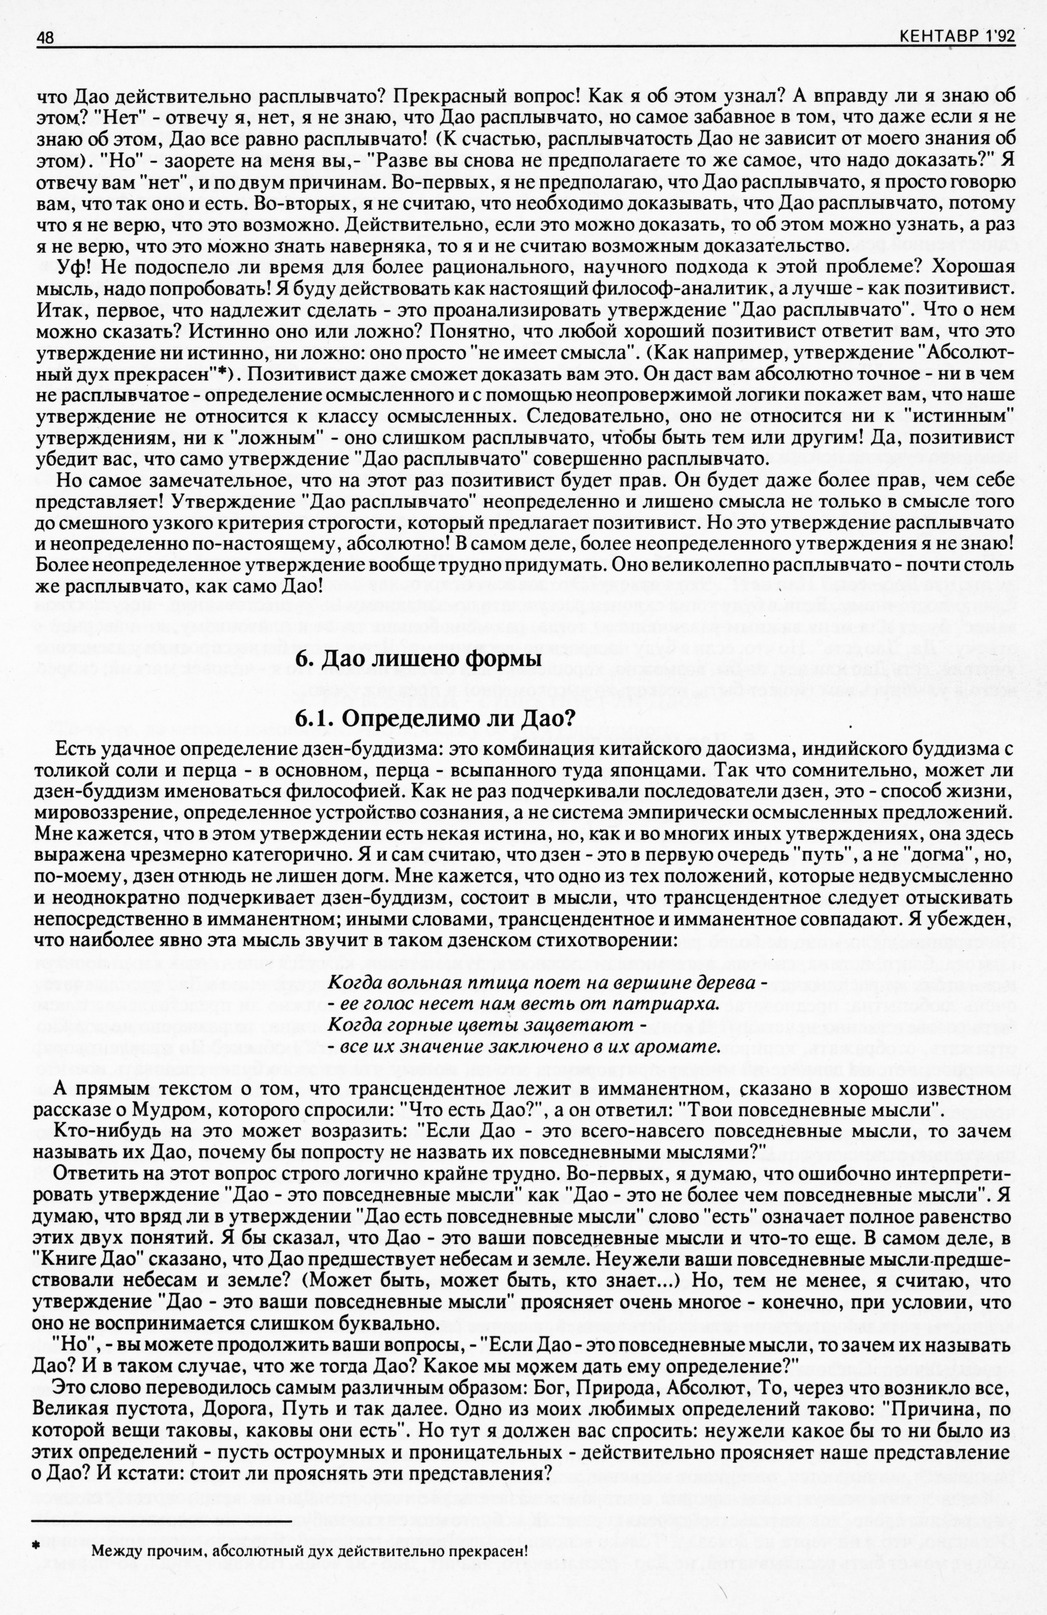 48
КЕНТАВР 1'92
что Дао действительно расплывчато? Прекрасный вопрос! Как я об этом узнал? А вправду ли я знаю об
этом? "Нет" - отвечу я, нет, я не знаю, что Дао расплывчато, но самое забавное в том, что даже если я не
знаю об этом, Дао все равно расплывчато! (К счастью, расплывчатость Дао не зависит от моего знания об
этом). "Но" - заорете на меня вы,- "Разве вы снова не предполагаете то же самое, что надо доказать?" Я
отвечу вам "нет", и по двум причинам. Во-первых, я не предполагаю, что Дао расплывчато, я просто говорю
вам, что так оно и есть. Во-вторых, я не считаю, что необходимо доказывать, что Дао расплывчато, потому
что я не верю, что это возможно. Действительно, если это можно доказать, то об этом можно узнать, а раз
я не верю, что это можно знать наверняка, то я и не считаю возможным доказательство.
Уф! Не подоспело ли время для более рационального, научного подхода к этой проблеме? Хорошая
мысль, надо попробовать! Я буду действовать как настоящий философ-аналитик, а лучше - как позитивист.
Итак, первое, что надлежит сделать - это проанализировать утверждение "Дао расплывчато". Что о нем
можно сказать? Истинно оно или ложно? Понятно, что любой хороший позитивист ответит вам, что это
утверждение ни истинно, ни ложно: оно просто "не имеет смысла". (Как например, утверждение "Абсолют-
ный дух прекрасен"*). Позитивист даже сможет доказать вам это. Он даст вам абсолютно точное - ни в чем
не расплывчатое - определение осмысленного и с помощью неопровержимой логики покажет вам, что наше
утверждение не относится к классу осмысленных. Следовательно, оно не относится ни к "истинным"
утверждениям, ни к "ложным" - оно слишком расплывчато, чтобы быть тем или другим! Да, позитивист
убедит вас, что само утверждение "Дао расплывчато" совершенно расплывчато.
Но самое замечательное, что на этот раз позитивист будет прав. Он будет даже более прав, чем себе
представляет! Утверждение "Дао расплывчато" неопределенно и лишено смысла не только в смысле того
до смешного узкого критерия строгости, который предлагает позитивист. Но это утверждение расплывчато
и неопределенно по-настоящему, абсолютно! В самом деле, более неопределенного утверждения я не знаю!
Более неопределенное утверждение вообще трудно придумать. Оно великолепно расплывчато - почти столь
же расплывчато, как само Дао!
6. Дао лишено формы
6.1. Определимо ли Дао?
Есть удачное определение дзен-буддизма: это комбинация китайского даосизма, индийского буддизма с
толикой соли и перца - в основном, перца - всыпанного туда японцами. Так что сомнительно, может ли
дзен-буддизм именоваться философией. Как не раз подчеркивали последователи дзен, это - способ жизни,
мировоззрение, определенное устройство сознания, а не система эмпирически осмысленных предложений.
Мне кажется, что в этом утверждении есть некая истина, но, как и во многих иных утверждениях, она здесь
выражена чрезмерно категорично. Я и сам считаю, что дзен - это в первую очередь "путь", а не "догма", но,
по-моему, дзен отнюдь не лишен догм. Мне кажется, что одно из тех положений, которые недвусмысленно
и неоднократно подчеркивает дзен-буддизм, состоит в мысли, что трансцендентное следует отыскивать
непосредственно в имманентном; иными словами, трансцендентное и имманентное совпадают. Я убежден,
что наиболее явно эта мысль звучит в таком дзенском стихотворении:
Когда вольная птица поет на вершине дерева -
- ее голос несет нам весть от патриарха.
Когда горные цветы зацветают -
- все их значение заключено в их аромате.
А прямым текстом о том, что трансцендентное лежит в имманентном, сказано в хорошо известном
рассказе о Мудром, которого спросили: "Что есть Дао?", а он ответил: "Твои повседневные мысли".
Кто-нибудь на это может возразить: "Если Дао - это всего-навсего повседневные мысли, то зачем
называть их Дао, почему бы попросту не назвать их повседневными мыслями?"
Ответить на этот вопрос строго логично крайне трудно. Во-первых, я думаю, что ошибочно интерпрети-
ровать утверждение "Дао - это повседневные мысли" как "Дао - это не более чем повседневные мысли". Я
думаю, что вряд ли в утверждении "Дао есть повседневные мысли" слово "есть" означает полное равенство
этих двух понятий. Я бы сказал, что Дао - это ваши повседневные мысли и что-то еще. В самом деле, в
"Книге Дао" сказано, что Дао предшествует небесам и земле. Неужели ваши повседневные мысли предше-
ствовали небесам и земле? (Может быть, может быть, кто знает...) Но, тем не менее, я считаю, что
утверждение "Дао - это ваши повседневные мысли" проясняет очень многое - конечно, при условии, что
оно не воспринимается слишком буквально.
"Но", - вы можете продолжить ваши вопросы, - "Если Дао - это повседневные мысли, то зачем их называть
Дао? И в таком случае, что же тогда Дао? Какое мы можем дать ему определение?"
Это слово переводилось самым различным образом: Бог, Природа, Абсолют, То, через что возникло все,
Великая пустота, Дорога, Путь и так далее. Одно из моих любимых определений таково: "Причина, по
которой вещи таковы, каковы они есть". Но тут я должен вас спросить: неужели какое бы то ни было из
этих определений - пусть остроумных и проницательных - действительно проясняет наше представление
о Дао? И кстати: стоит ли прояснять эти представления?
* Между прочим, абсолютный дух действительно прекрасен!